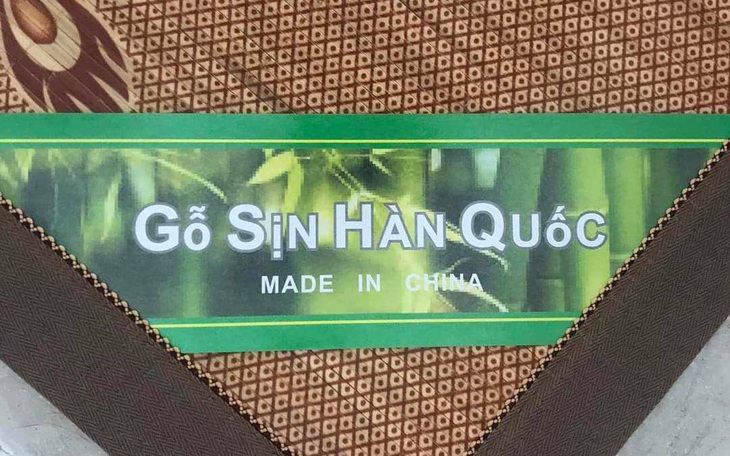 Gỗ Sịn Hàn Quốc
MADE IN CHINA